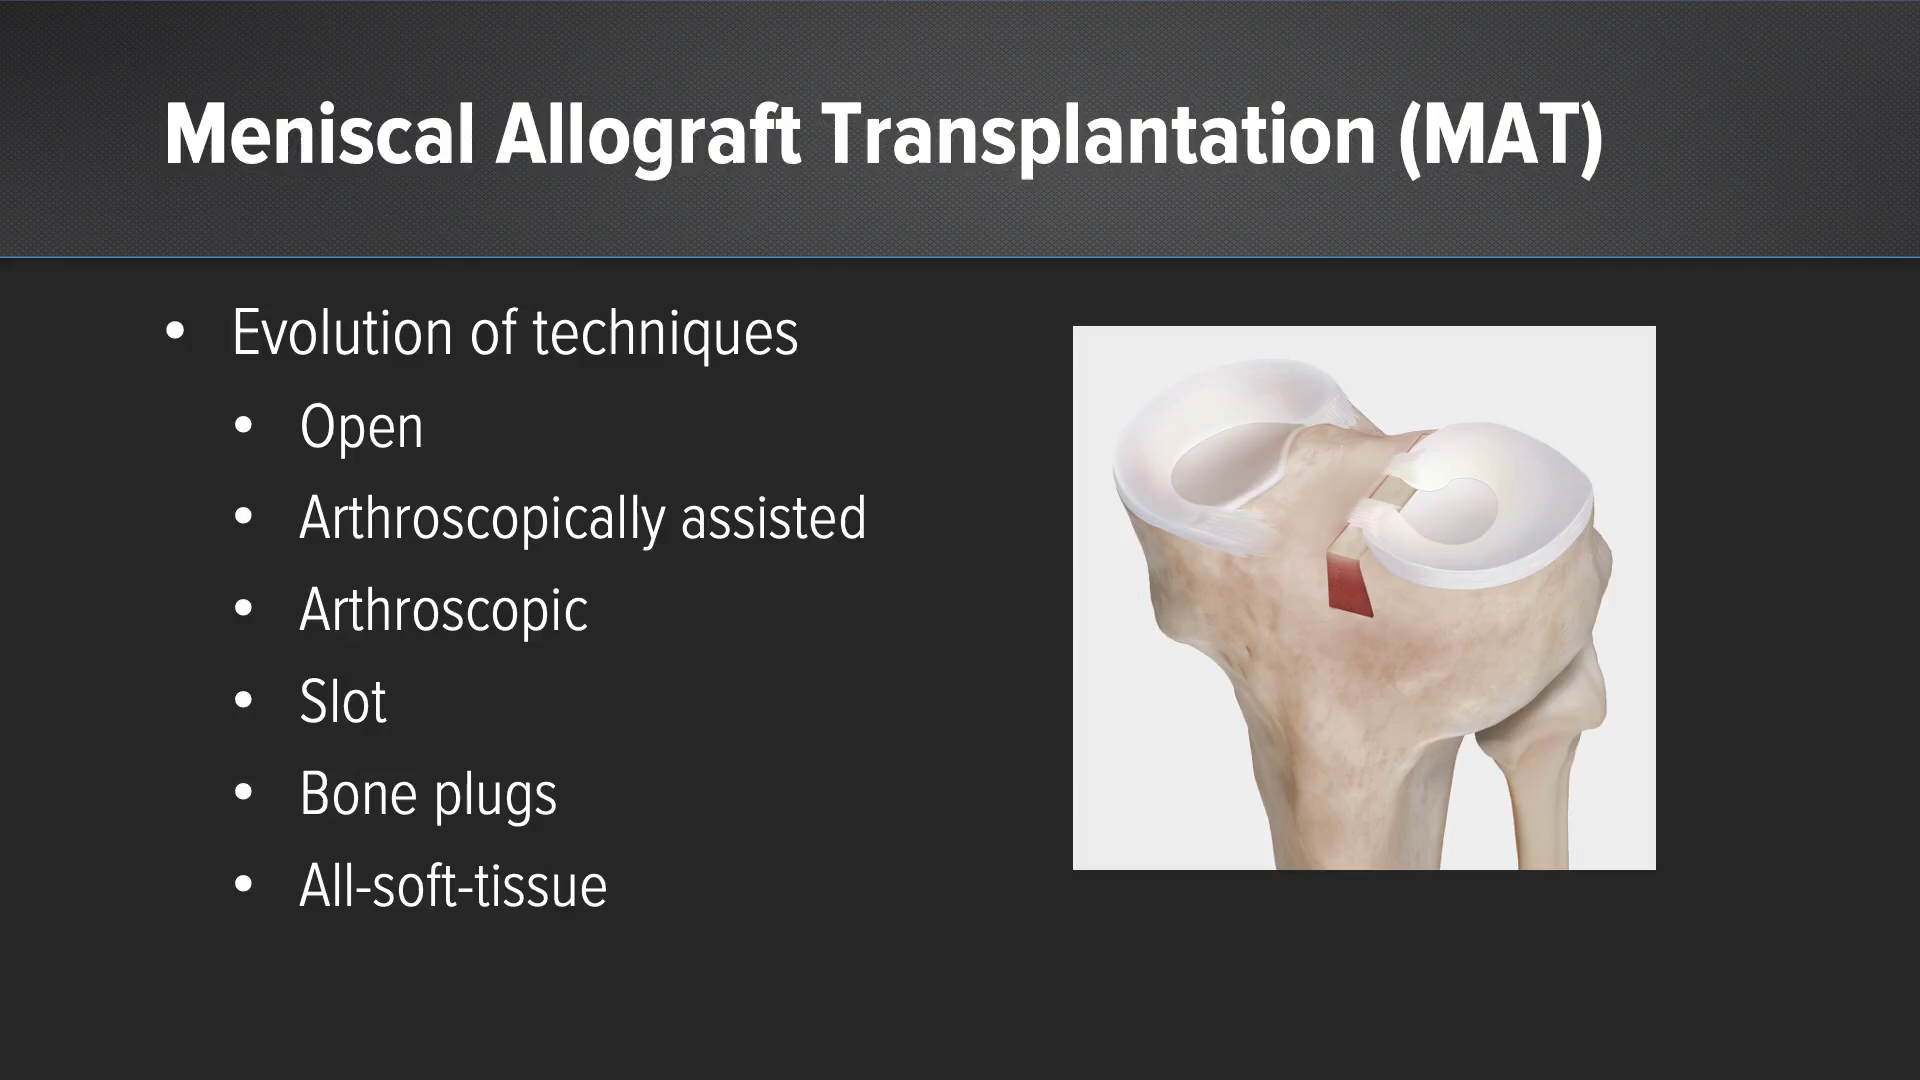 Meniscal Allograft Transplantation (MAT)
• Evolution of techniques
• Open
• Arthroscopically assisted
• Arthroscopic
• Slot
• Bone plugs
• All-soft-tissue